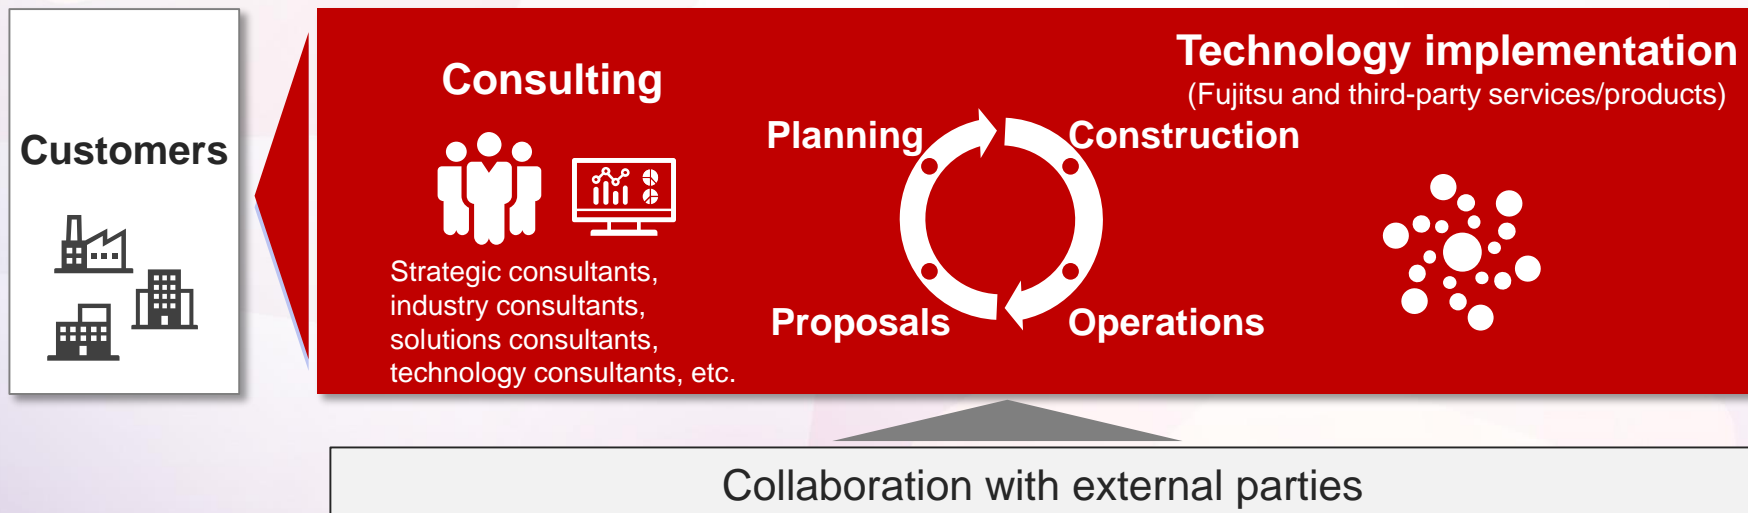 Customers
Consulting
Strategic consultants,
industry consultants,
solutions consultants,
technology consultants, etc.
Planning
Construction
Proposals
Operations
Technology implementation
(Fujitsu and third-party services/products)
Collaboration with external parties